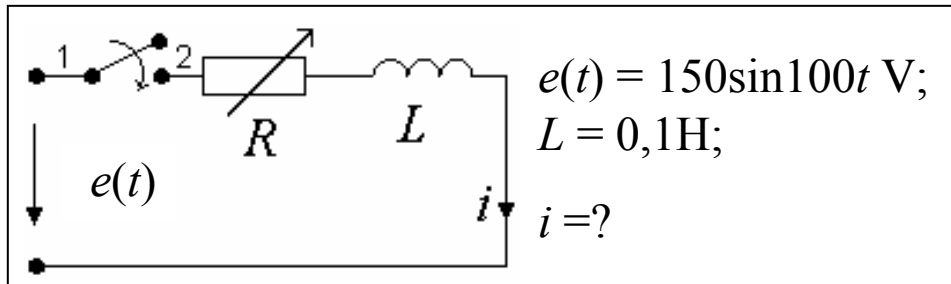 1 2
R L
e(t)
i
e(t) = 150sin100t V;
L = 0,1H;
i =?